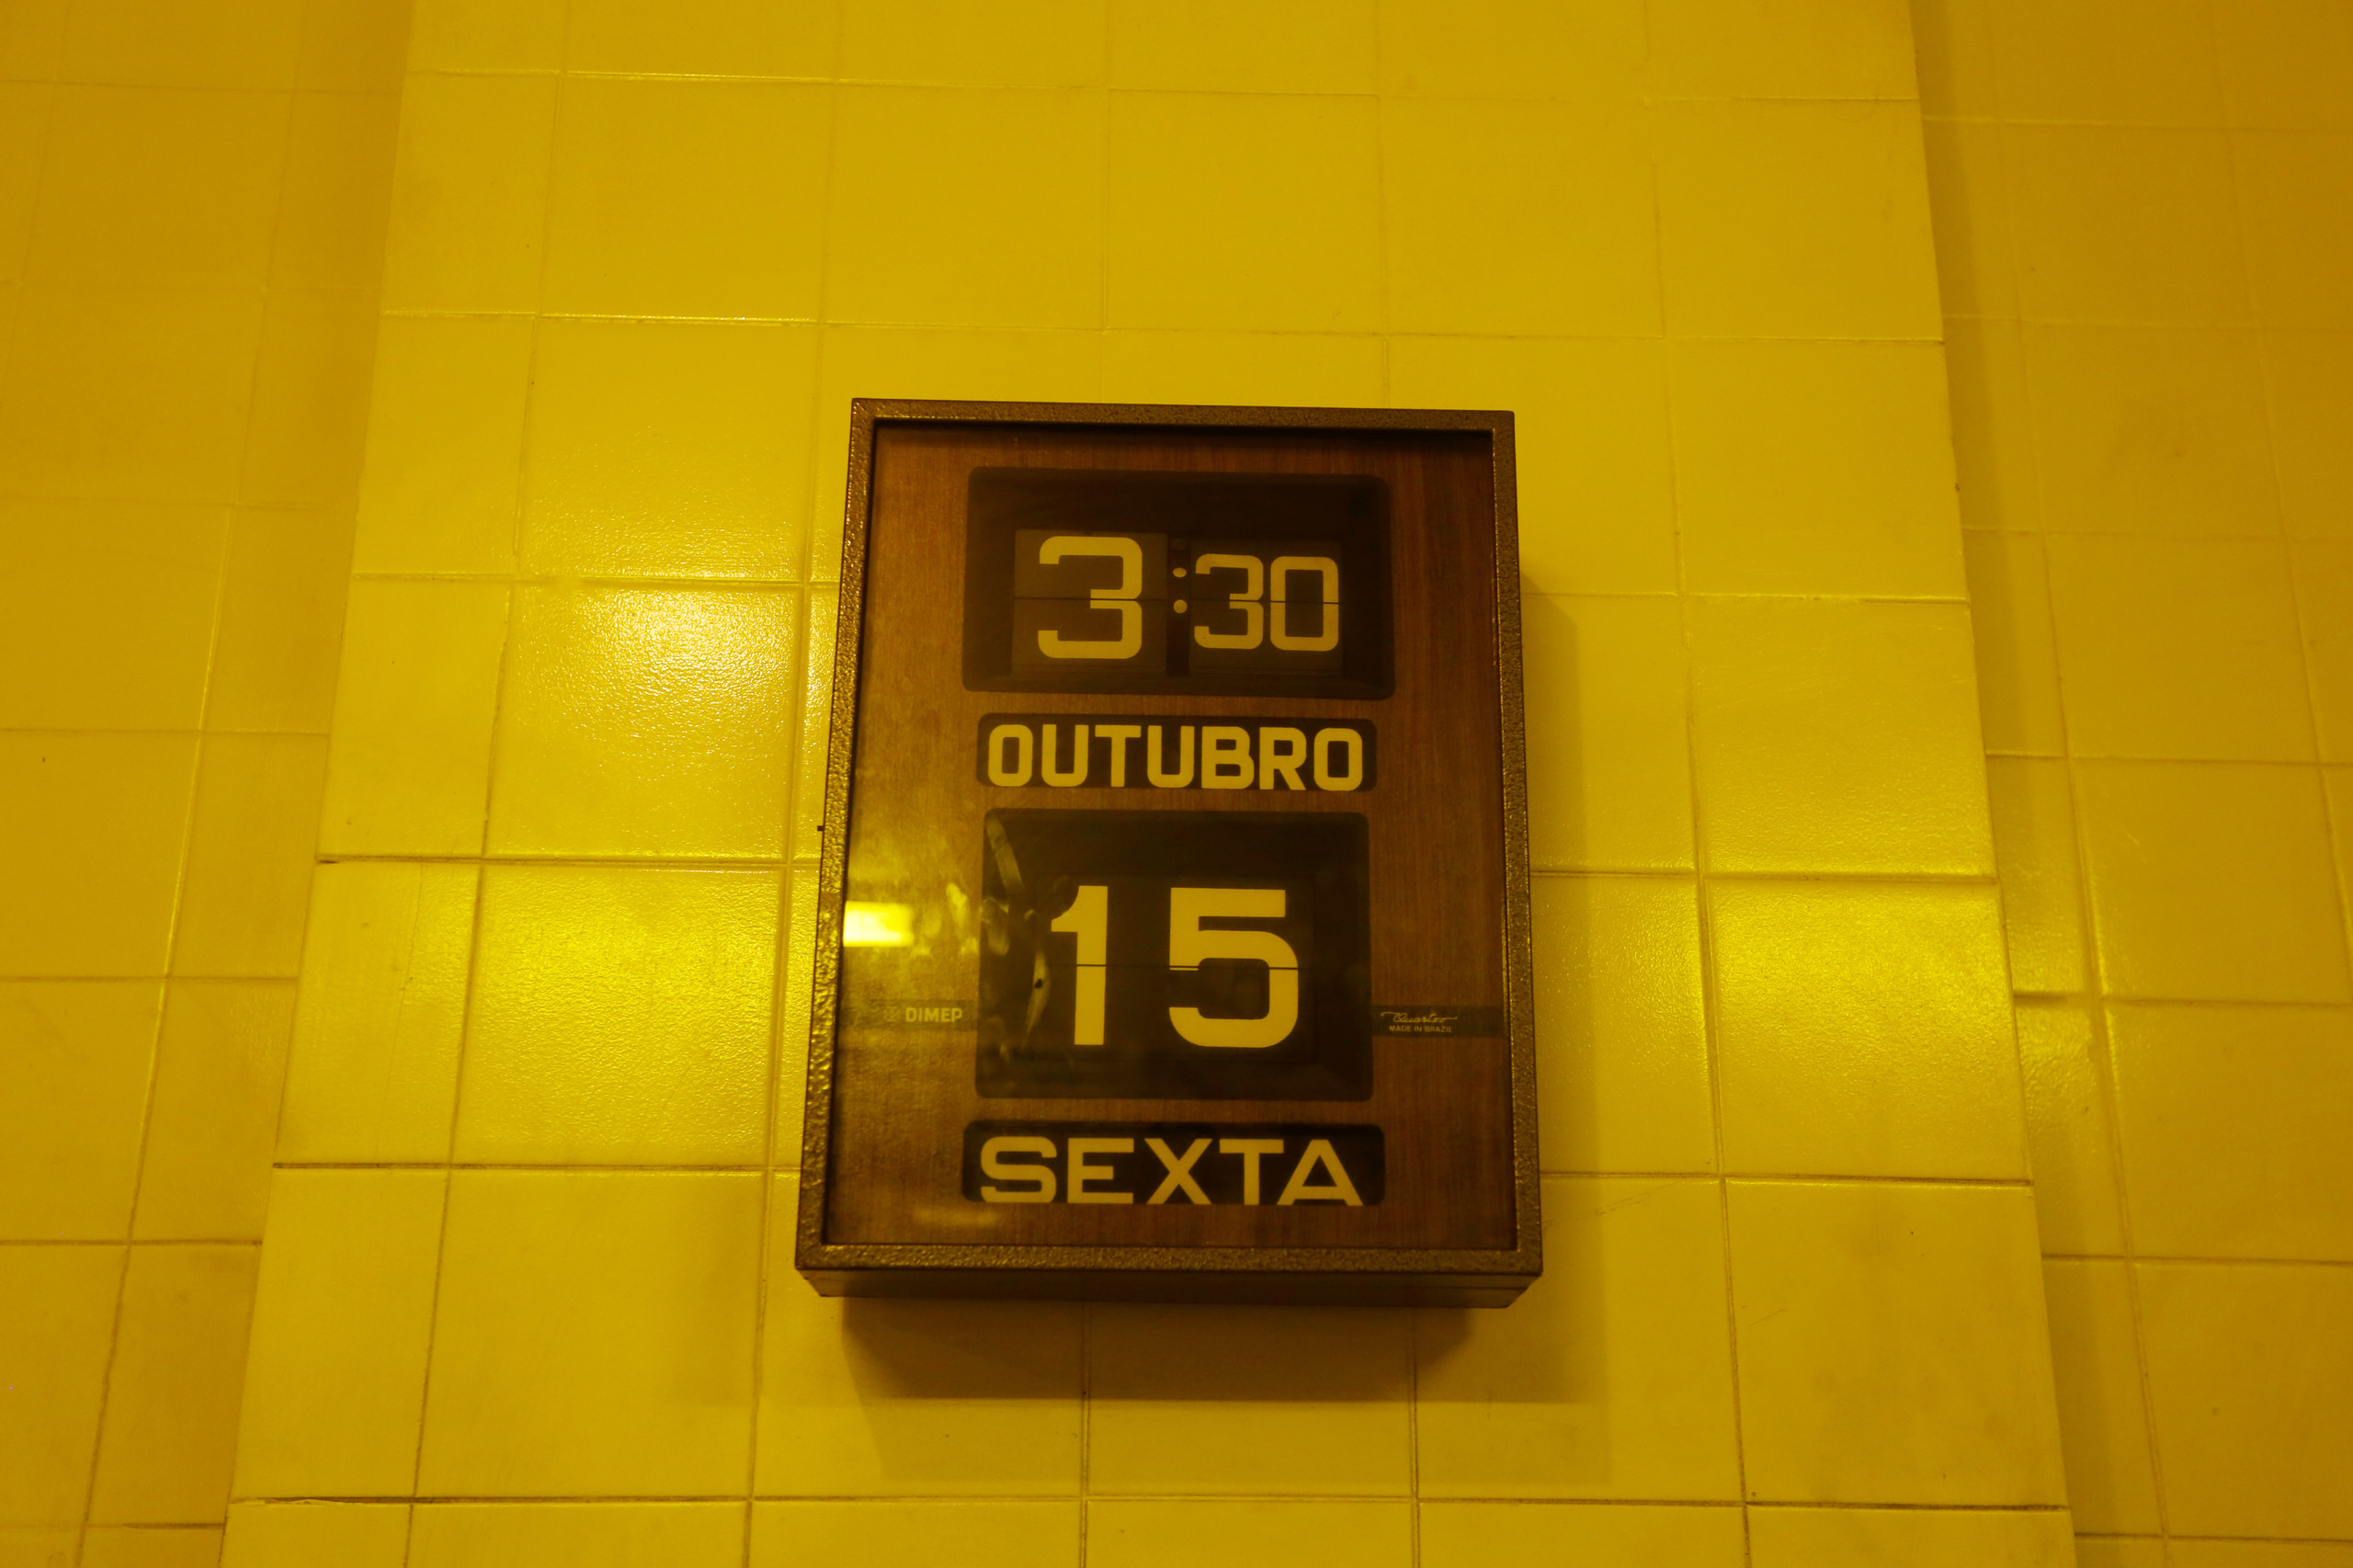 3:30
OUTUBRO
15
DIMEP
Quartzo
MADE IN BRAZIL
SEXTA